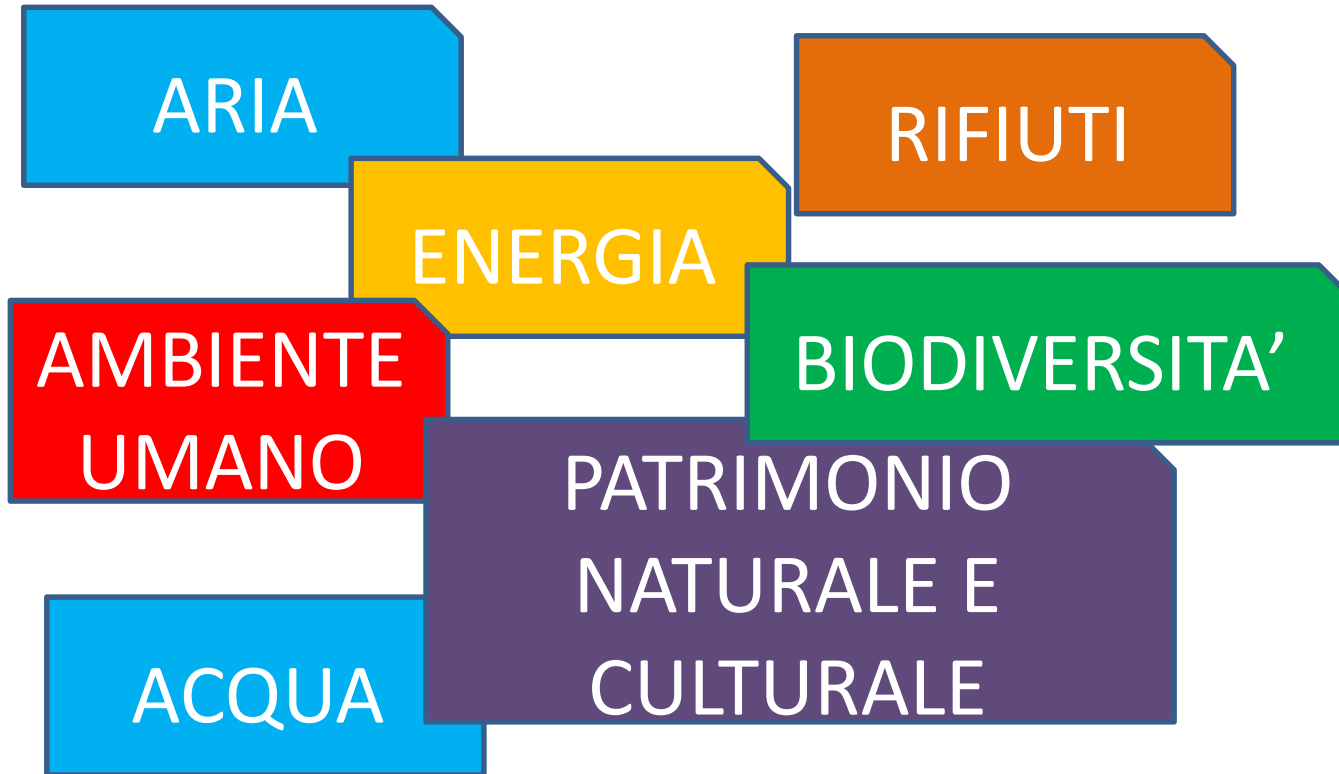 ARIA
RIFIUTI
ENERGIA
AMBIENTE
UMANO
BIODIVERSITA’
PATRIMONIO
NATURALE E
CULTURALE
ACQUA